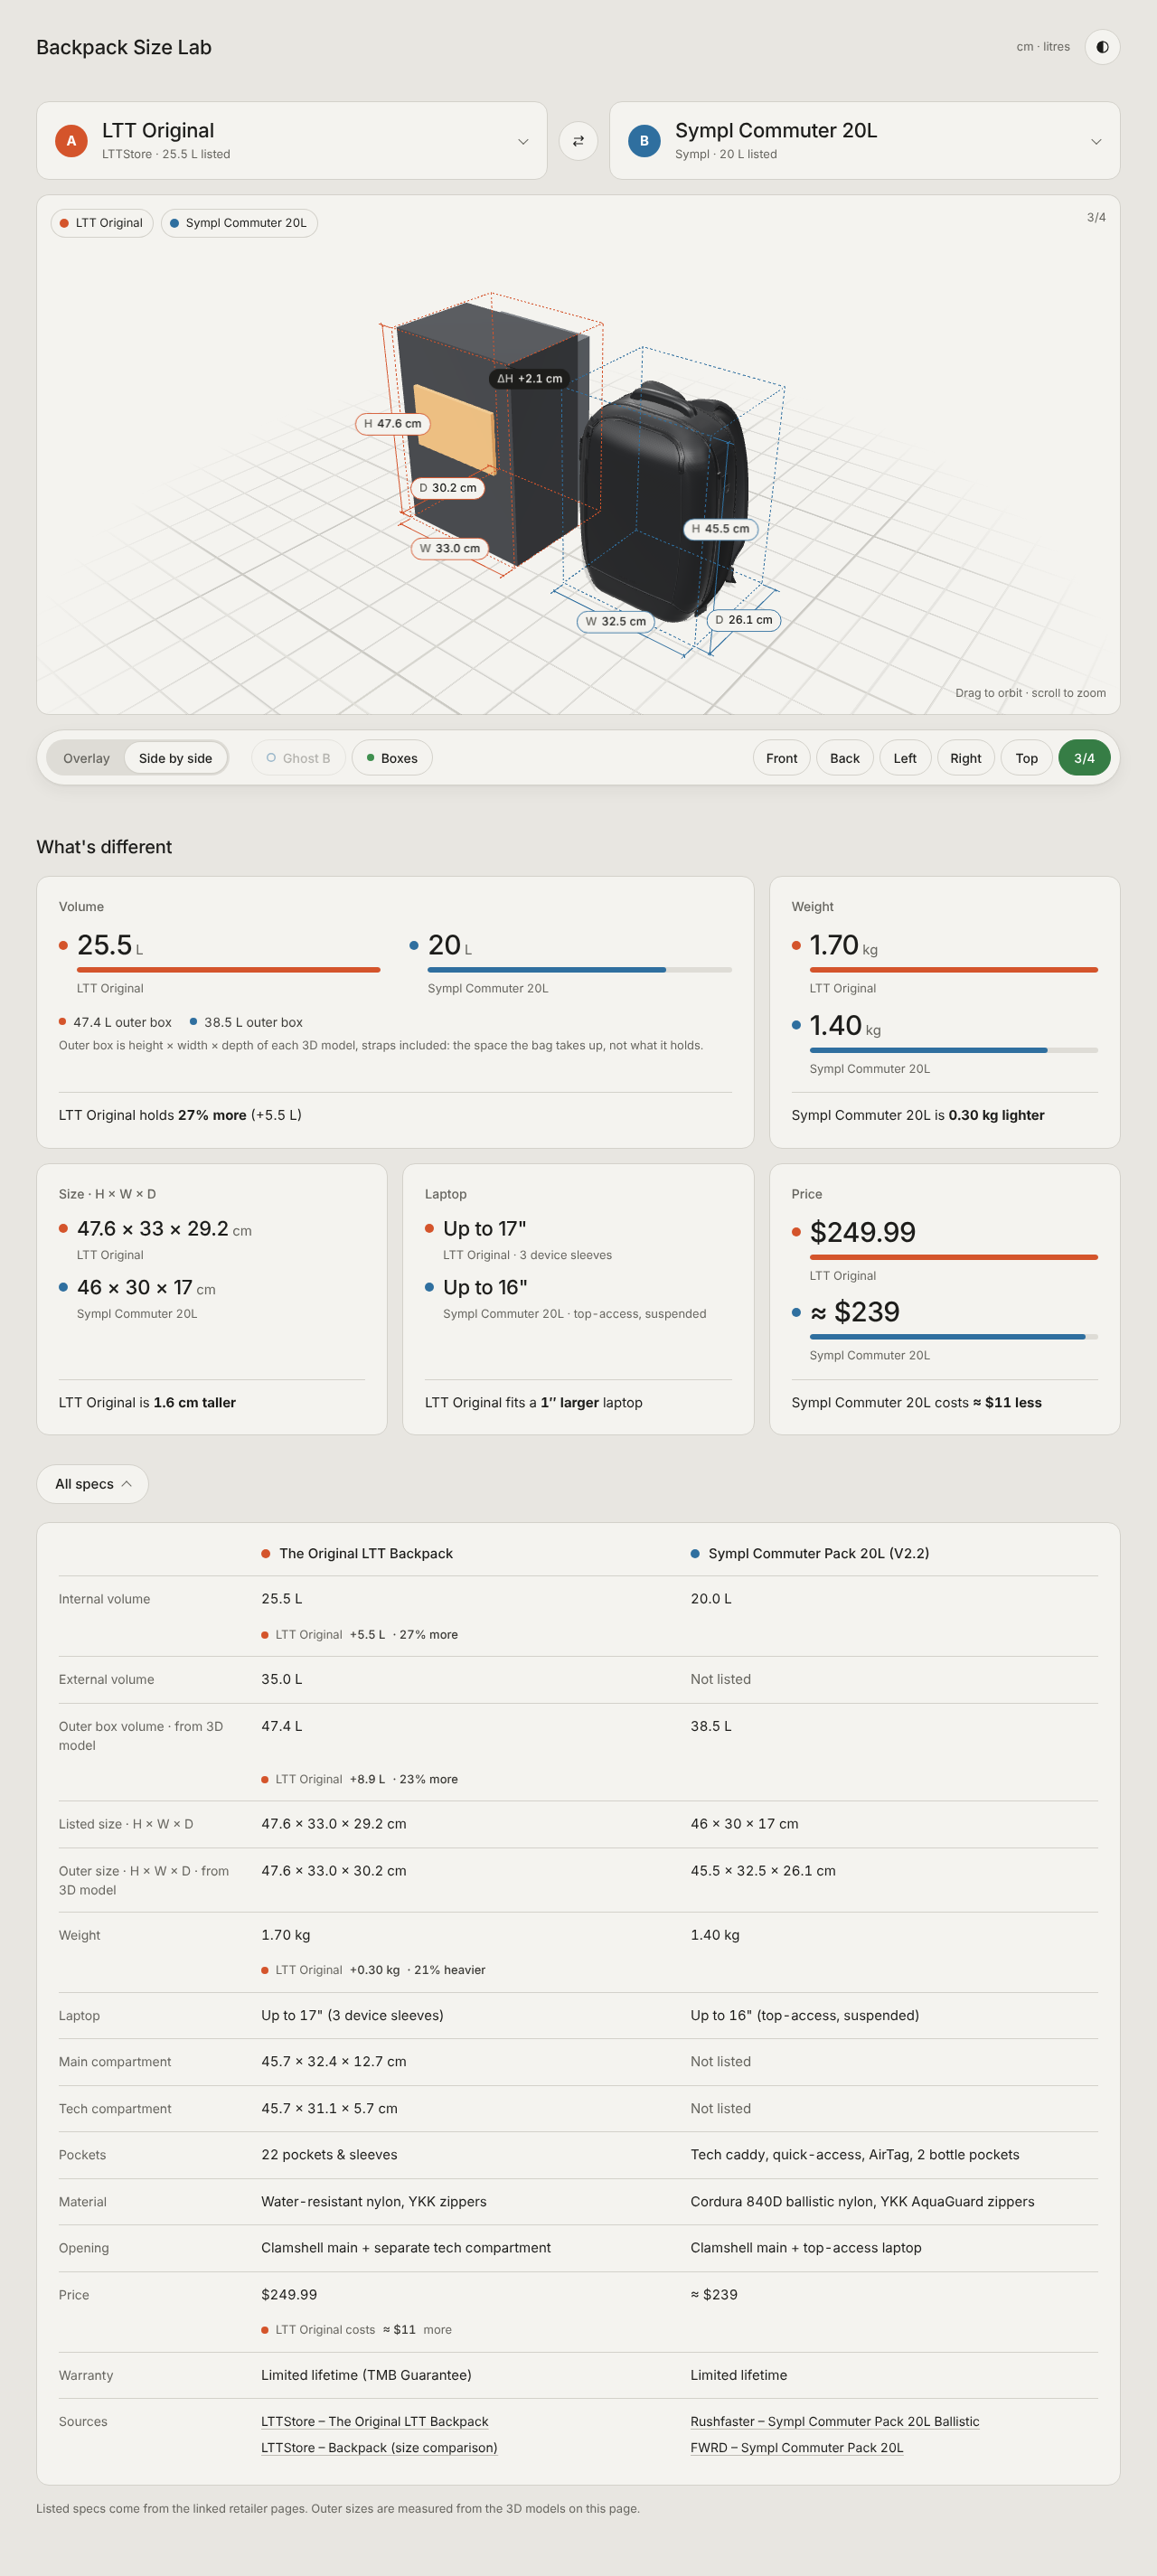 Backpack Size Lab
cm · litres
A
LTT Original
LTTStore · 25.5 L listed
B
Sympl Commuter 20L
Sympl · 20 L listed
LTT Original
Sympl Commuter 20L
3/4
ΔH +2.1 cm
H 47.6 cm
D 30.2 cm
W 33.0 cm
H 45.5 cm
W 32.5 cm
D 26.1 cm
Drag to orbit · scroll to zoom
Overlay
Side by side
Ghost B
Boxes
Front
Back
Left
Right
Top
3/4
What's different
Volume
25.5 L
LTT Original
20 L
Sympl Commuter 20L
47.4 L outer box
38.5 L outer box
Outer box is height × width × depth of each 3D model, straps included: the space the bag takes up, not what it holds.
LTT Original holds 27% more (+5.5 L)
Weight
1.70 kg
LTT Original
1.40 kg
Sympl Commuter 20L
Sympl Commuter 20L is 0.30 kg lighter
Size · H × W × D
47.6 × 33 × 29.2 cm
LTT Original
46 × 30 × 17 cm
Sympl Commuter 20L
LTT Original is 1.6 cm taller
Laptop
Up to 17"
LTT Original · 3 device sleeves
Up to 16"
Sympl Commuter 20L · top-access, suspended
LTT Original fits a 1″ larger laptop
Price
$249.99
LTT Original
≈ $239
Sympl Commuter 20L
Sympl Commuter 20L costs ≈ $11 less
All specs
The Original LTT Backpack
Sympl Commuter Pack 20L (V2.2)
Internal volume
25.5 L
20.0 L
LTT Original +5.5 L · 27% more
External volume
35.0 L
Not listed
Outer box volume · from 3D
model
47.4 L
38.5 L
LTT Original +8.9 L · 23% more
Listed size · H × W × D
47.6 × 33.0 × 29.2 cm
46 × 30 × 17 cm
Outer size · H × W × D · from
3D model
47.6 × 33.0 × 30.2 cm
45.5 × 32.5 × 26.1 cm
Weight
1.70 kg
1.40 kg
LTT Original +0.30 kg · 21% heavier
Laptop
Up to 17" (3 device sleeves)
Up to 16" (top-access, suspended)
Main compartment
45.7 × 32.4 × 12.7 cm
Not listed
Tech compartment
45.7 × 31.1 × 5.7 cm
Not listed
Pockets
22 pockets & sleeves
Tech caddy, quick-access, AirTag, 2 bottle pockets
Material
Water-resistant nylon, YKK zippers
Cordura 840D ballistic nylon, YKK AquaGuard zippers
Opening
Clamshell main + separate tech compartment
Clamshell main + top-access laptop
Price
$249.99
≈ $239
LTT Original costs ≈ $11 more
Warranty
Limited lifetime (TMB Guarantee)
Limited lifetime
Sources
LTTStore – The Original LTT Backpack
LTTStore – Backpack (size comparison)
Rushfaster – Sympl Commuter Pack 20L Ballistic
FWRD – Sympl Commuter Pack 20L
Listed specs come from the linked retailer pages. Outer sizes are measured from the 3D models on this page.